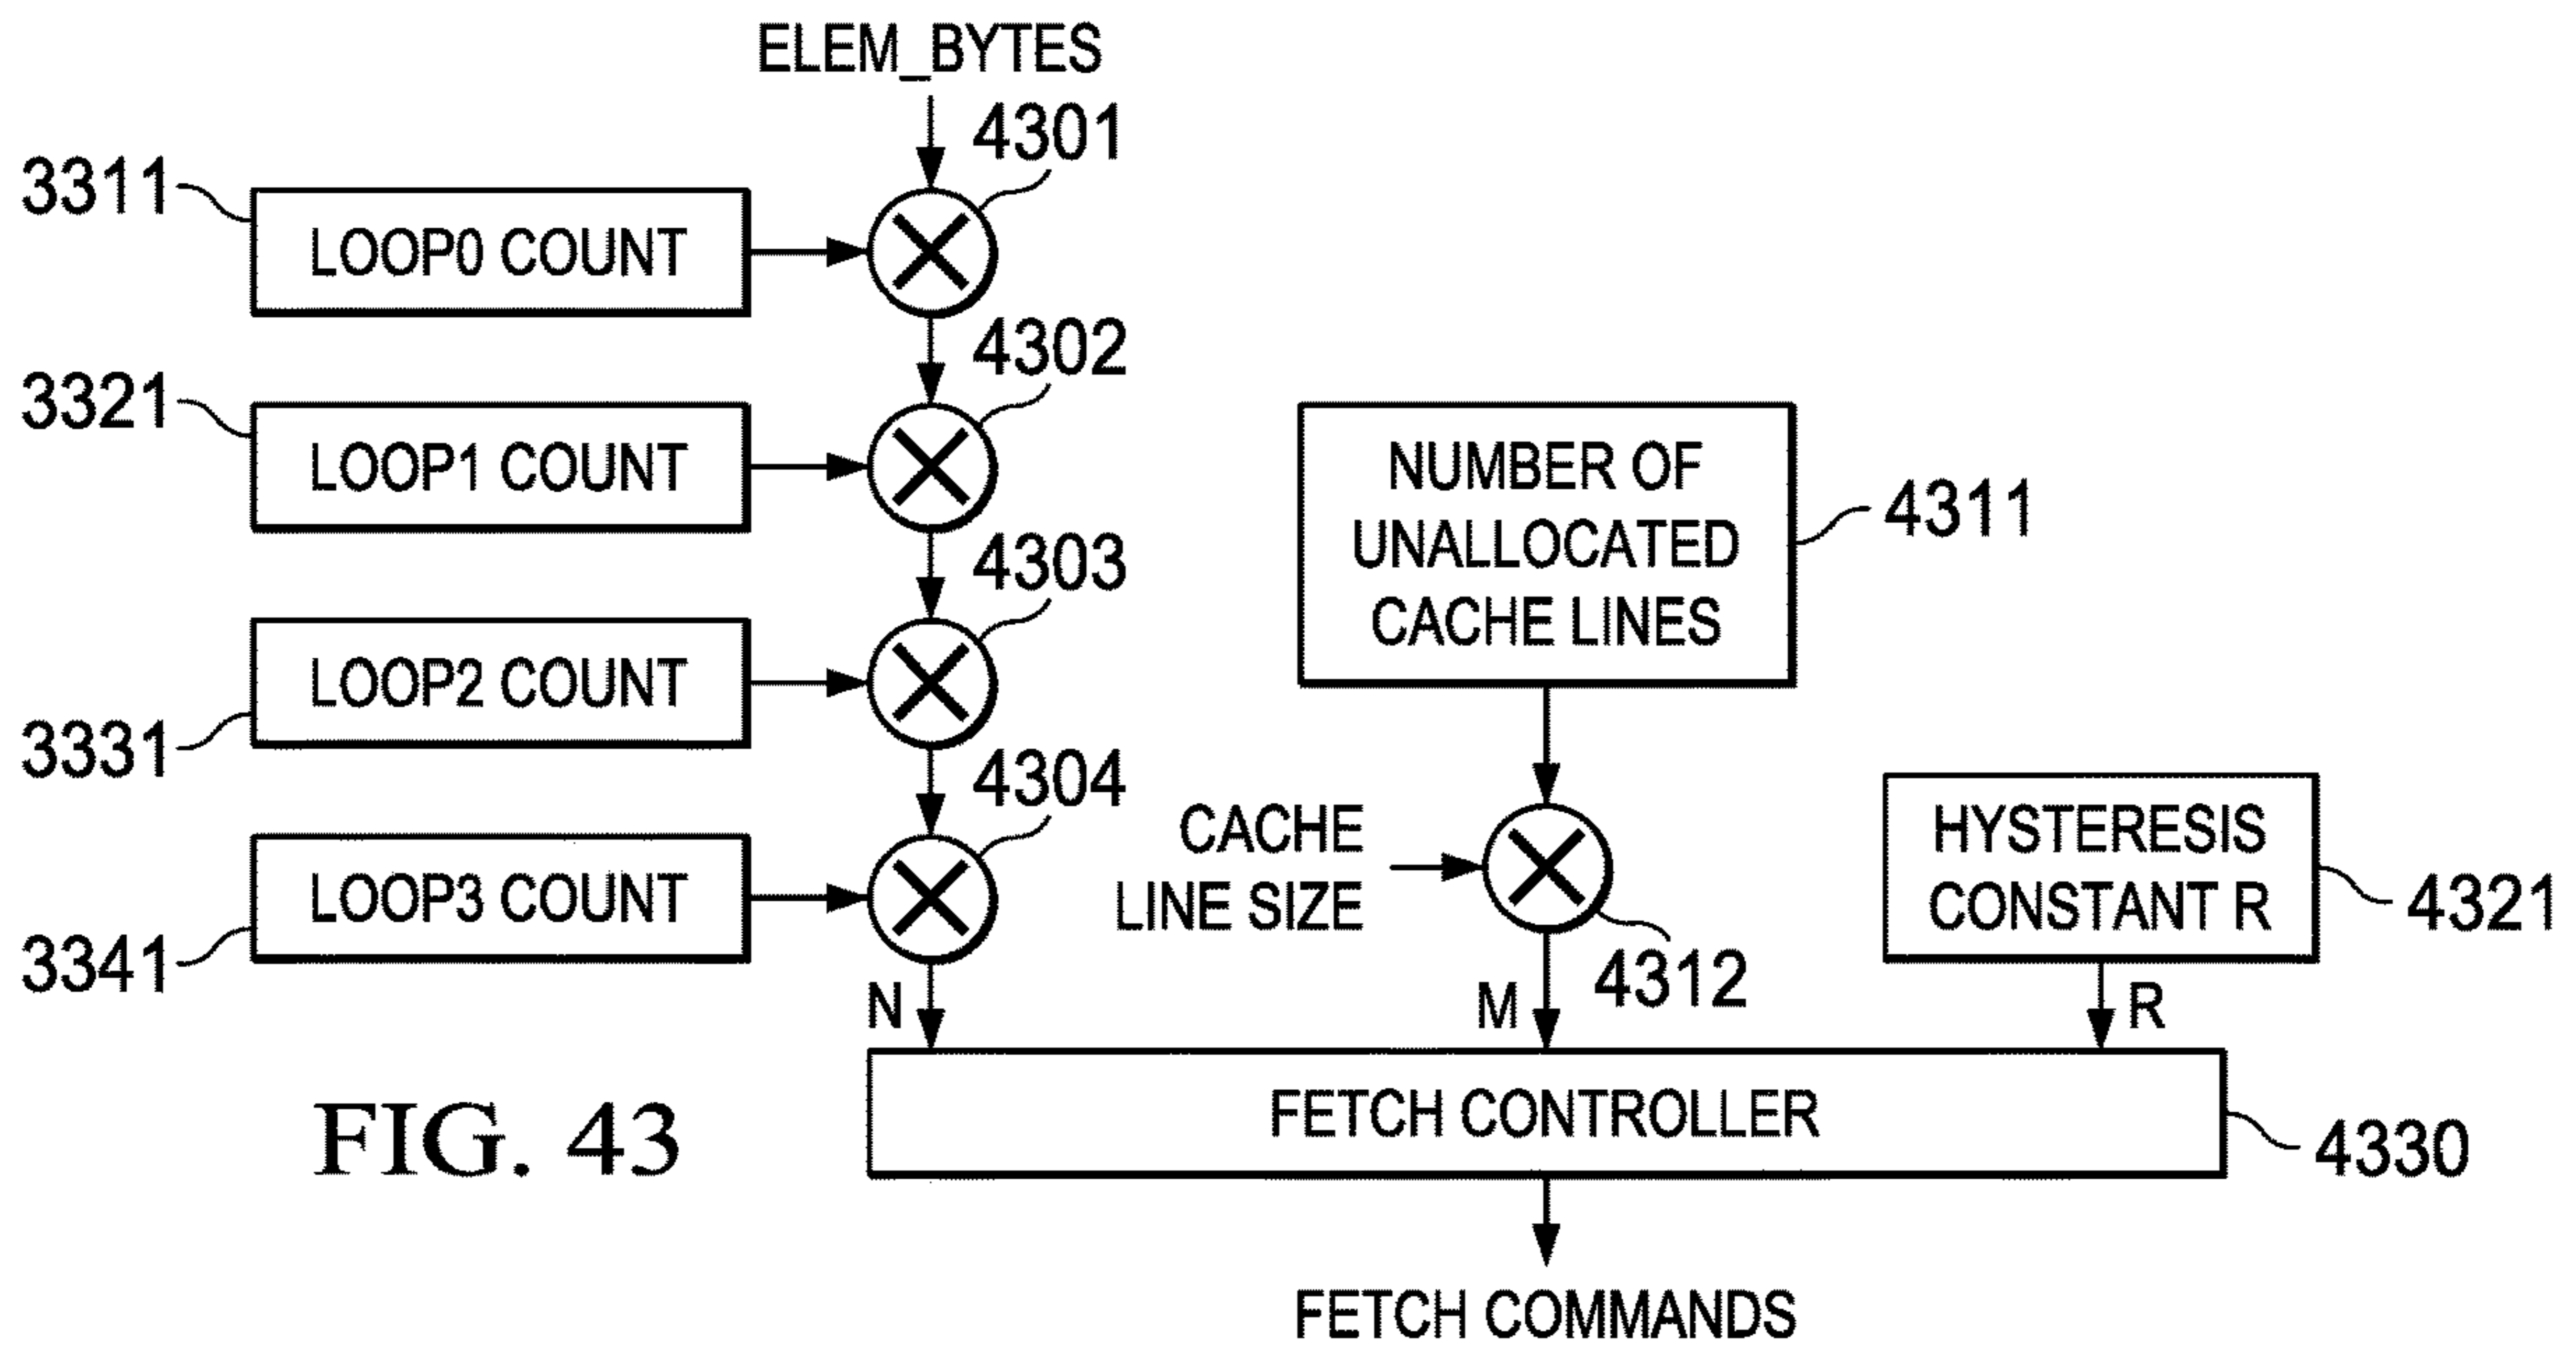 ELEM_BYTES
4301
3311
LOOP0 COUNT
4302
3321
LOOP1 COUNT
4303
LOOP2 COUNT
3331
4304
LOOP3 COUNT
3341
NUMBER OF
UNALLOCATED
CACHE LINES
4311
CACHE
LINE SIZE
4312
HYSTERESIS
CONSTANT R
4321
N
M
R
FETCH CONTROLLER
4330
FETCH COMMANDS
FIG. 43